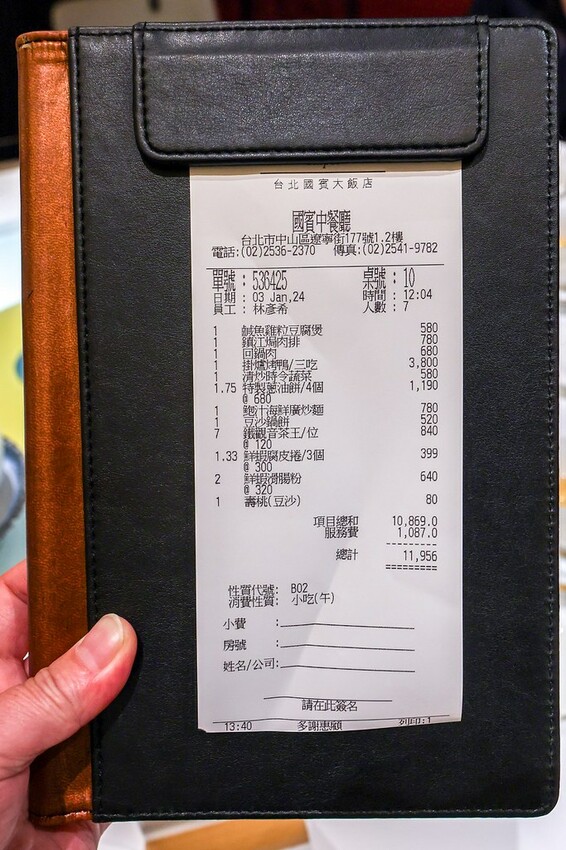 台北國賓大飯店
國賓中餐廳
台北市中山區遼寧街177號1.2樓
電話:(02)2536-2370 傳真:(02)2541-9782
單號 : 536425 桌號 : 10
日期 : 03 Jan,24 時間 : 12:04
員工 : 林彥希 人數 : 7
1 鹹魚雞粒豆腐煲 580
1 鎮江焗肉排 780
1 回鍋肉 680
1 掛爐烤鴨/三吃 3,800
1 清炒時令蔬菜 580
1.75 特製蔥油餅/4個 1,190
@ 680
1 鮑汁海鮮廣炒麵 780
1 豆沙鍋餅 520
7 鐵觀音茶王/位 840
@ 120
1.33 鮮蝦腐皮捲/3個 399
@ 300
2 鮮蝦滑腸粉 640
@ 320
1 壽桃(豆沙) 80
項目總和 10,869.0
服務費 1,087.0
總計 11,956
性質代號: B02
消費性質: 小吃(午)
小費 :
房號 :
姓名/公司:
請在此簽名
13:40 多謝惠顧 列印:1